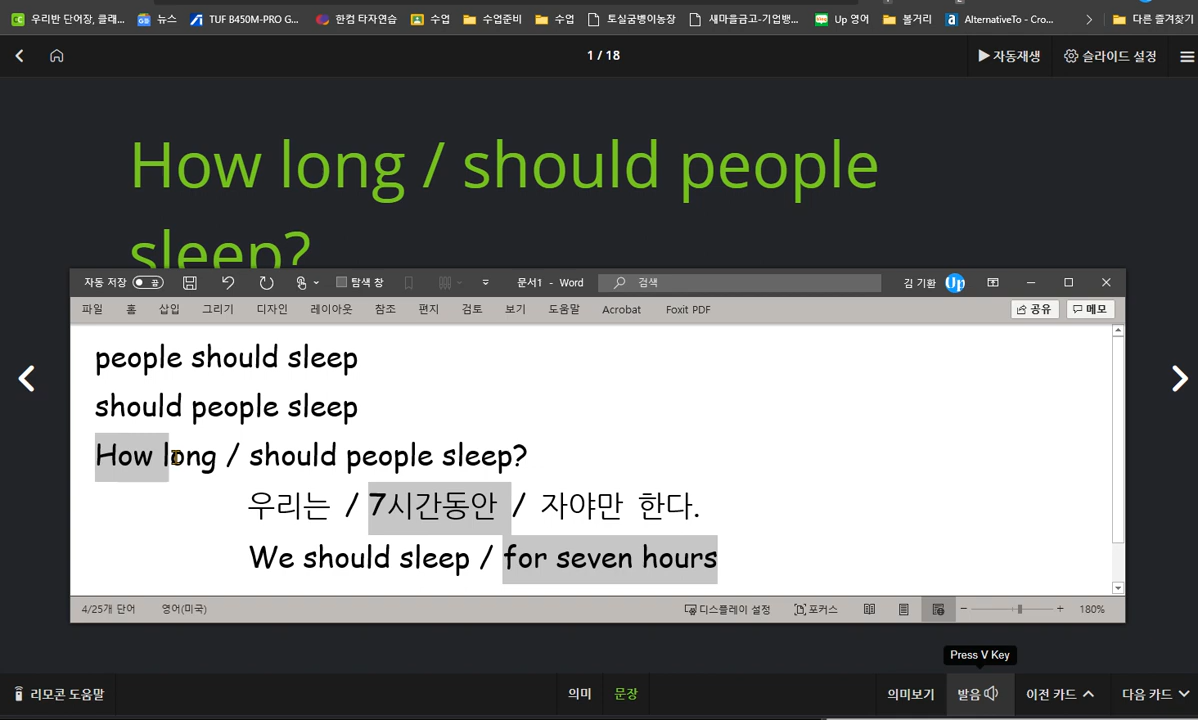 우리반 단어장, 클래... 뉴스 TUF B450M-PRO G... 한컴 타자연습 수업 수업준비 수업 토실굼벵이농장 새마을금고-기업뱅... Up 영어 볼거리 AlternativeTo - Cro... 다른 즐겨찾기
1 / 18 자동재생 슬라이드 설정
How long / should people
sleep?
자동 저장 끔 탐색 창 문서1 - Word 검색 김 기환 Up
파일 홈 삽입 그리기 디자인 레이아웃 참조 편지 검토 보기 도움말 Acrobat Foxit PDF 공유 메모
people should sleep
should people sleep
How long / should people sleep?
우리는 / 7시간동안 / 자야만 한다.
We should sleep / for seven hours
4/25개 단어 영어(미국) 디스플레이 설정 포커스 180%
Press V Key
리모콘 도움말 의미 문장 의미보기 발음 이전 카드 다음 카드